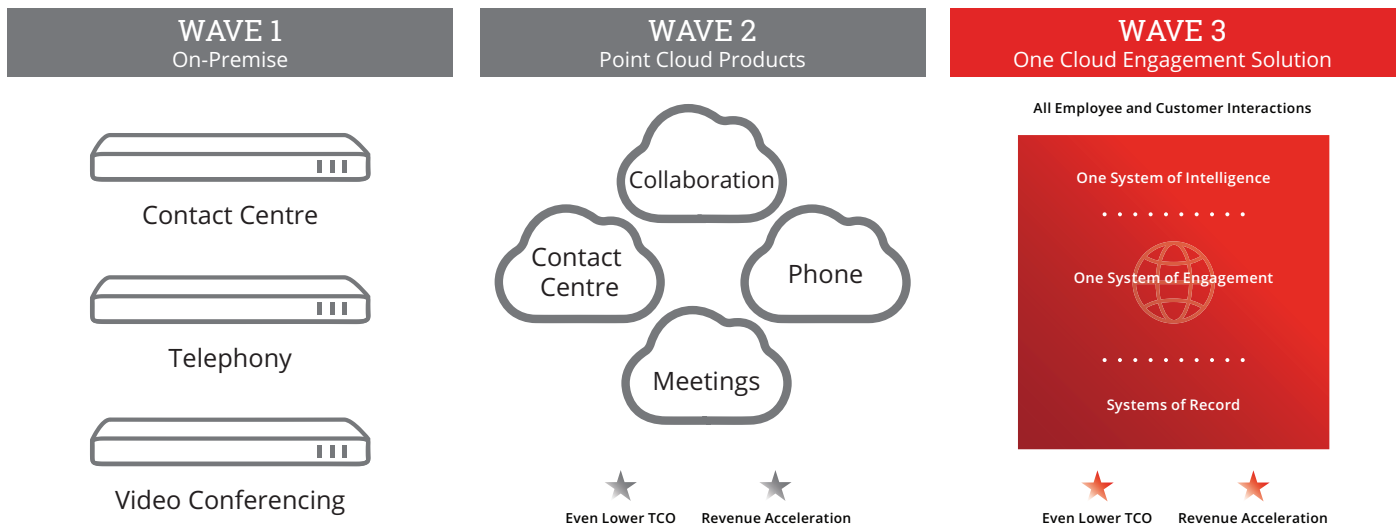 WAVE 1
On-Premise
Contact Centre
Telephony
Video Conferencing
WAVE 2
Point Cloud Products
Collaboration
Contact
Centre
Phone
Meetings
Even Lower TCO
Revenue Acceleration
WAVE 3
One Cloud Engagement Solution
All Employee and Customer Interactions
One System of Intelligence
One System of Engagement
Systems of Record
Even Lower TCO
Revenue Acceleration